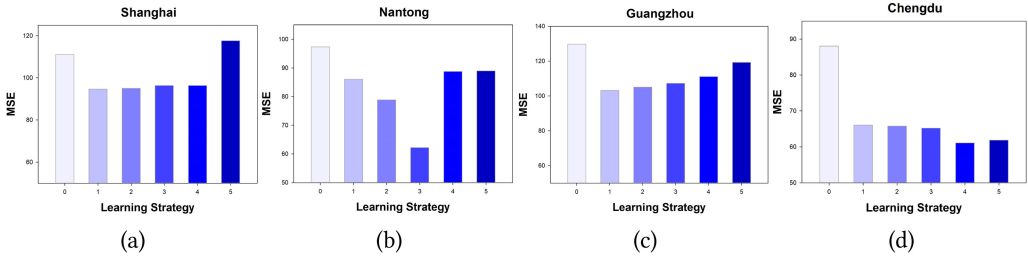 Shanghai
120
100
80
60
MSE
0 1 2 3 4 5
Learning Strategy
(a)
Nantong
100
90
80
70
60
50
MSE
0 1 2 3 4 5
Learning Strategy
(b)
Guangzhou
140
120
100
80
60
MSE
0 1 2 3 4 5
Learning Strategy
(c)
Chengdu
90
80
70
60
50
MSE
0 1 2 3 4 5
Learning Strategy
(d)